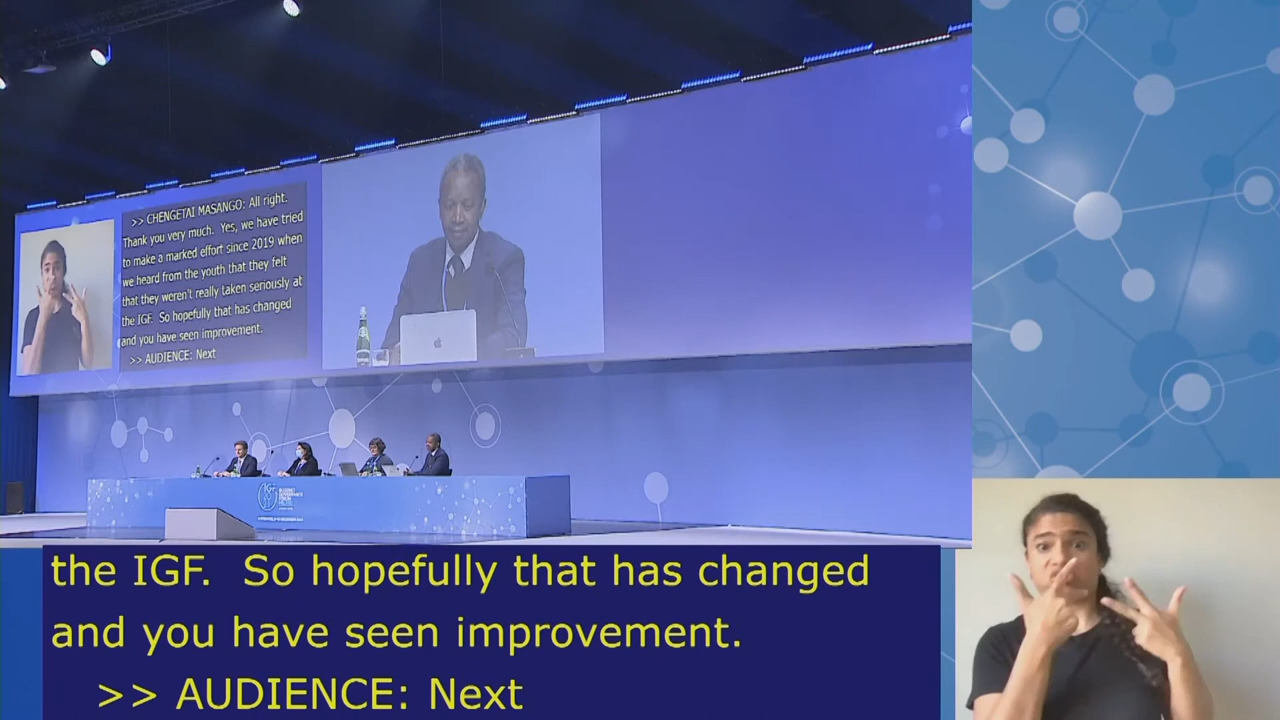 >> CHENGETAI MASANGO: All right.
Thank you very much. Yes, we have tried
to make a marked effort since 2019 when
we heard from the youth that they felt
that they weren't really taken seriously at
the IGF. So hopefully that has changed
and you have seen improvement.
>> AUDIENCE: Next
the IGF. So hopefully that has changed
and you have seen improvement.
>> AUDIENCE: Next